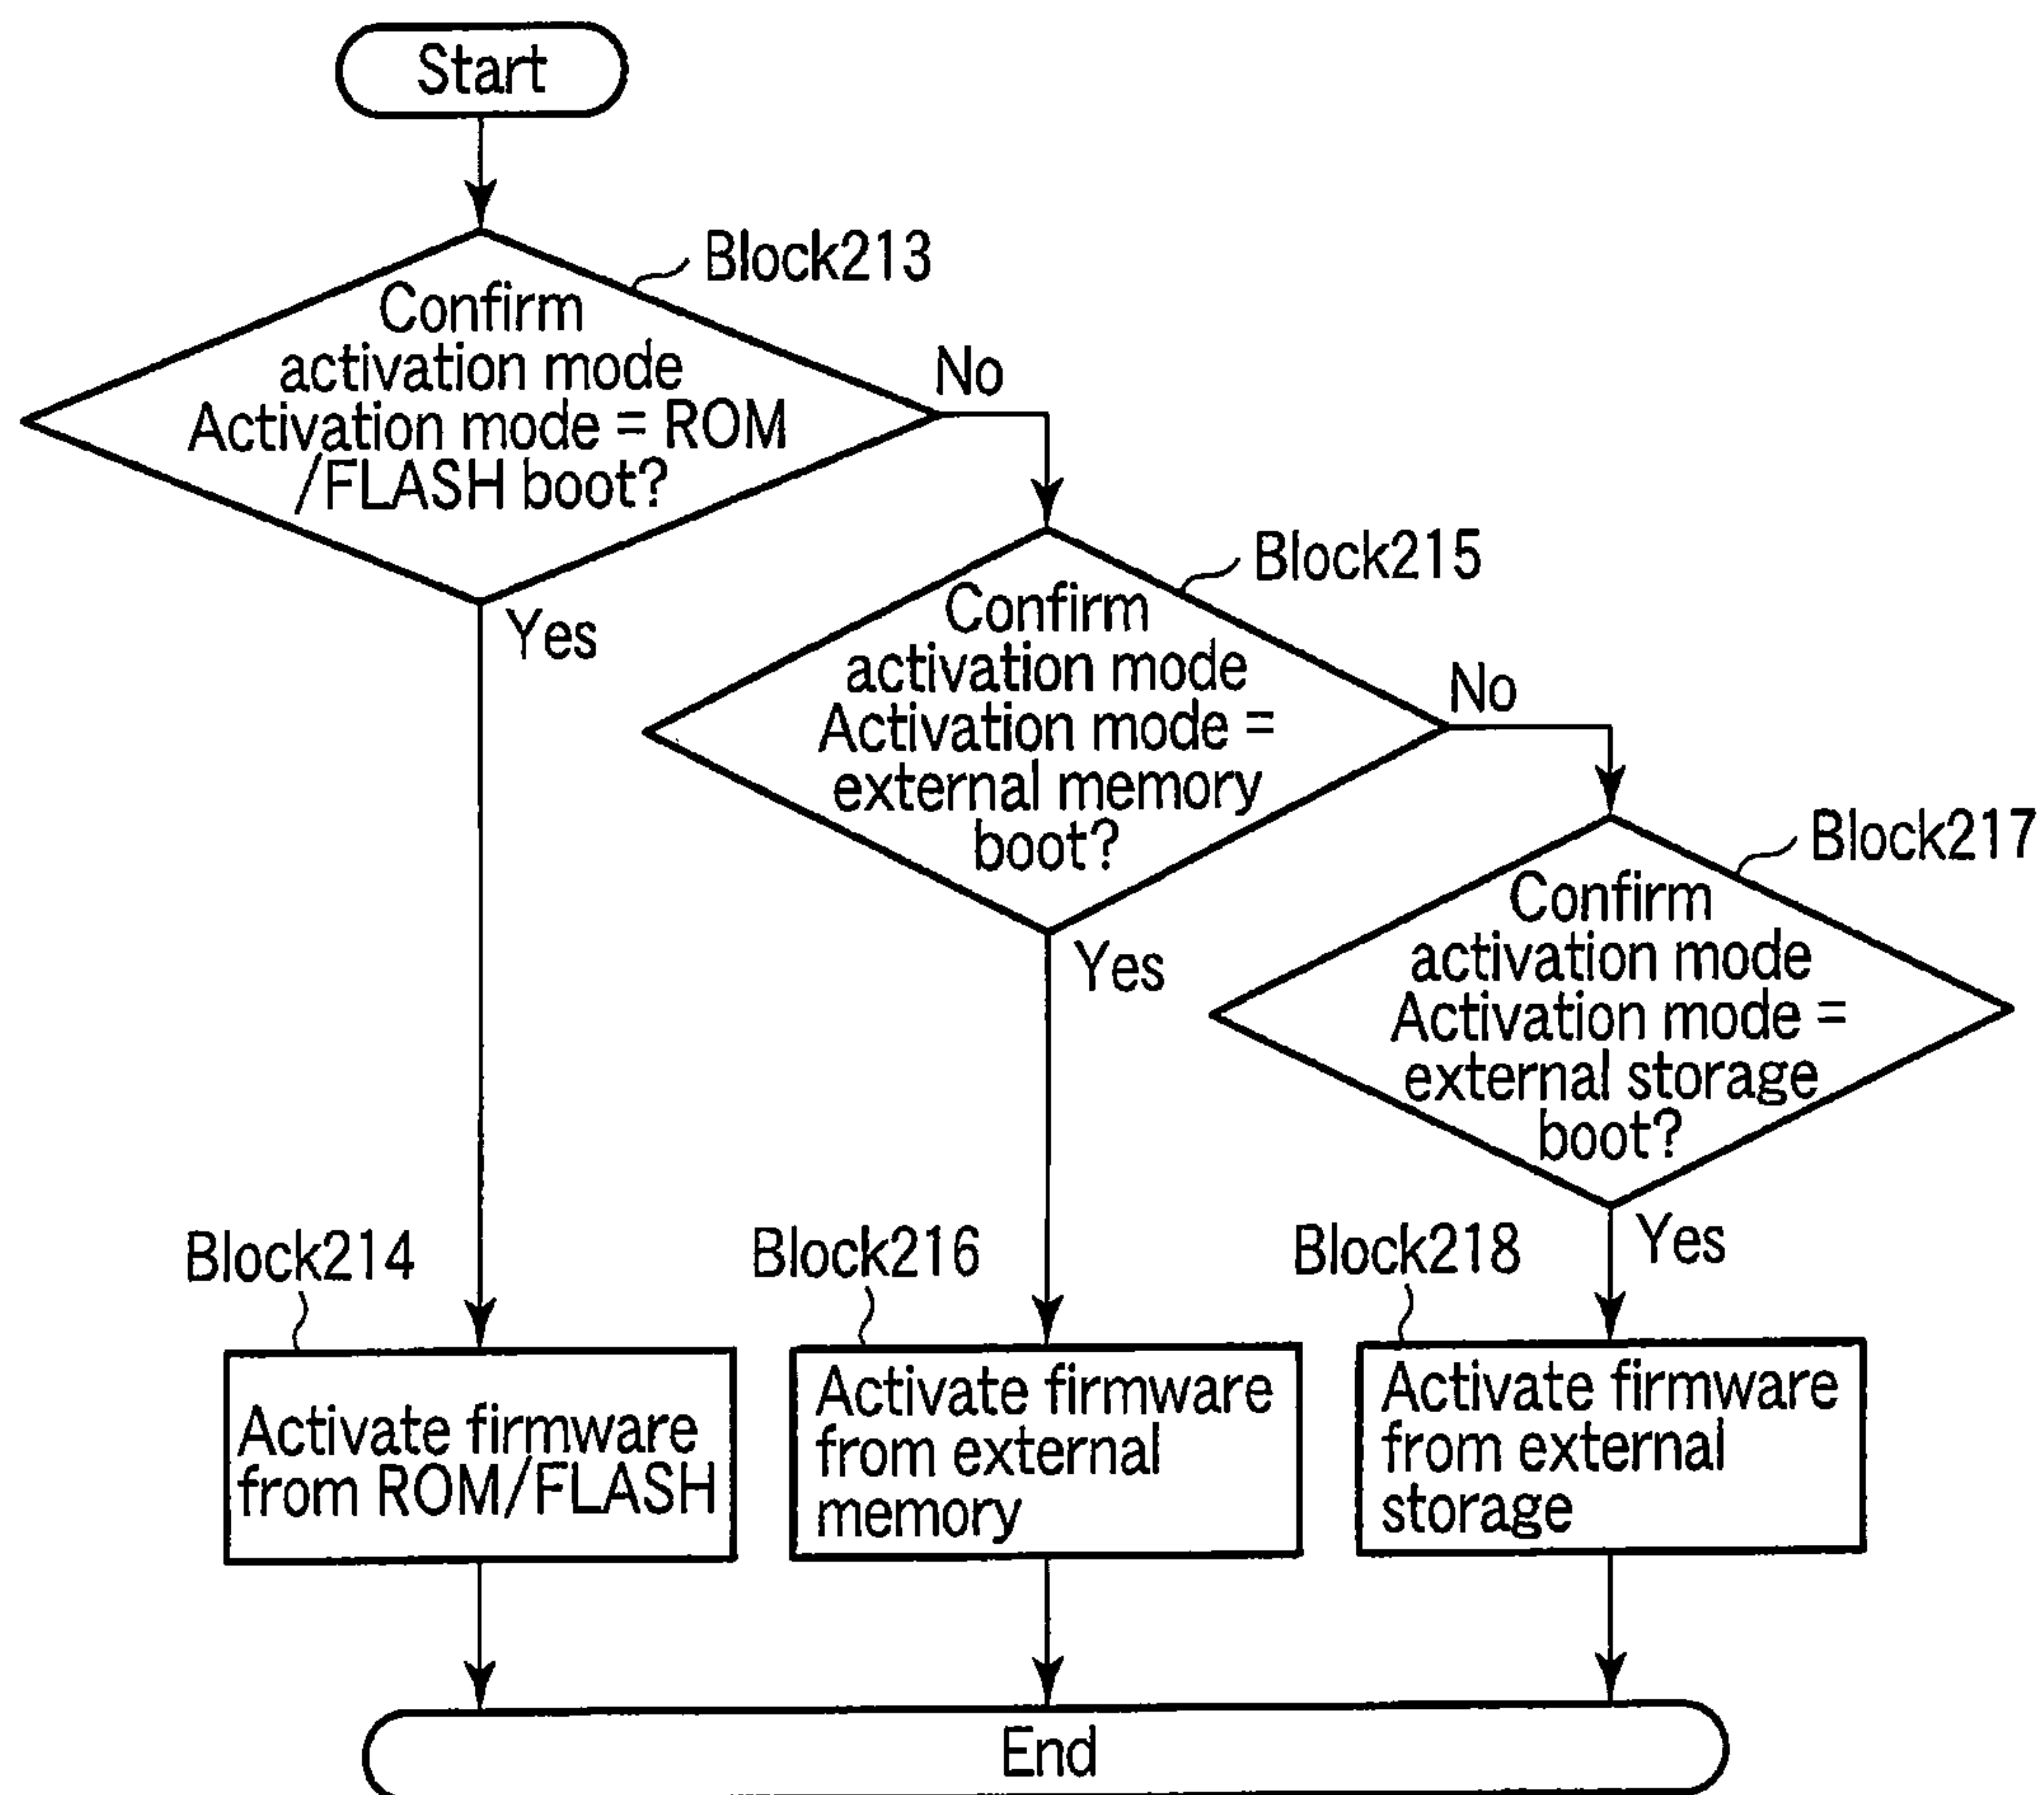 Start
Block213
Confirm
activation mode
Activation mode = ROM
/FLASH boot?
No
Yes
Block215
Confirm
activation mode
Activation mode =
external memory
boot?
No
Yes
Block217
Confirm
activation mode
Activation mode =
external storage
boot?
Yes
Block214
Activate firmware
from ROM/FLASH
Block216
Activate firmware
from external
memory
Block218
Activate firmware
from external
storage
End